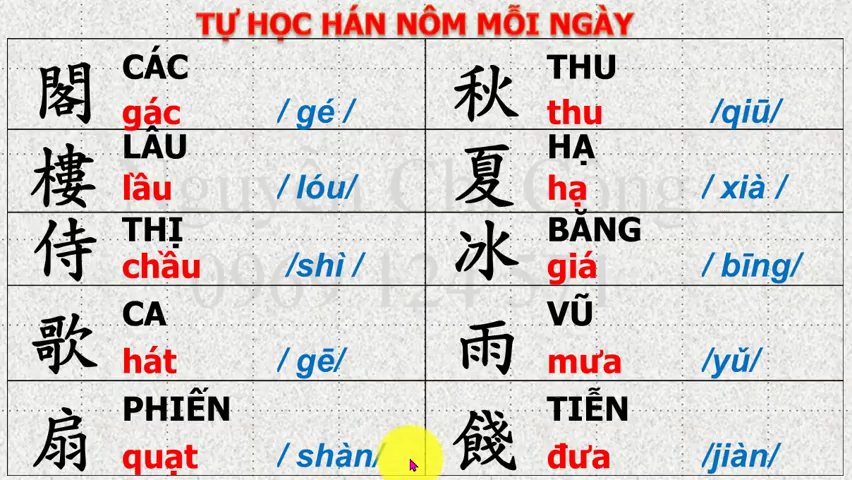 TỰ HỌC HÁN NÔM MỖI NGÀY
閣 CÁC
gác / gé /
秋 THU
thu /qiū/
樓 LÂU
lầu / lóu/
夏 HẠ
hạ / xià /
侍 THỊ
chầu /shì /
冰 BĂNG
giá / bīng/
歌 CA
hát / gē/
雨 VŨ
mưa /yǔ/
扇 PHIẾN
quạt / shàn/
餞 TIỄN
đưa /jiàn/